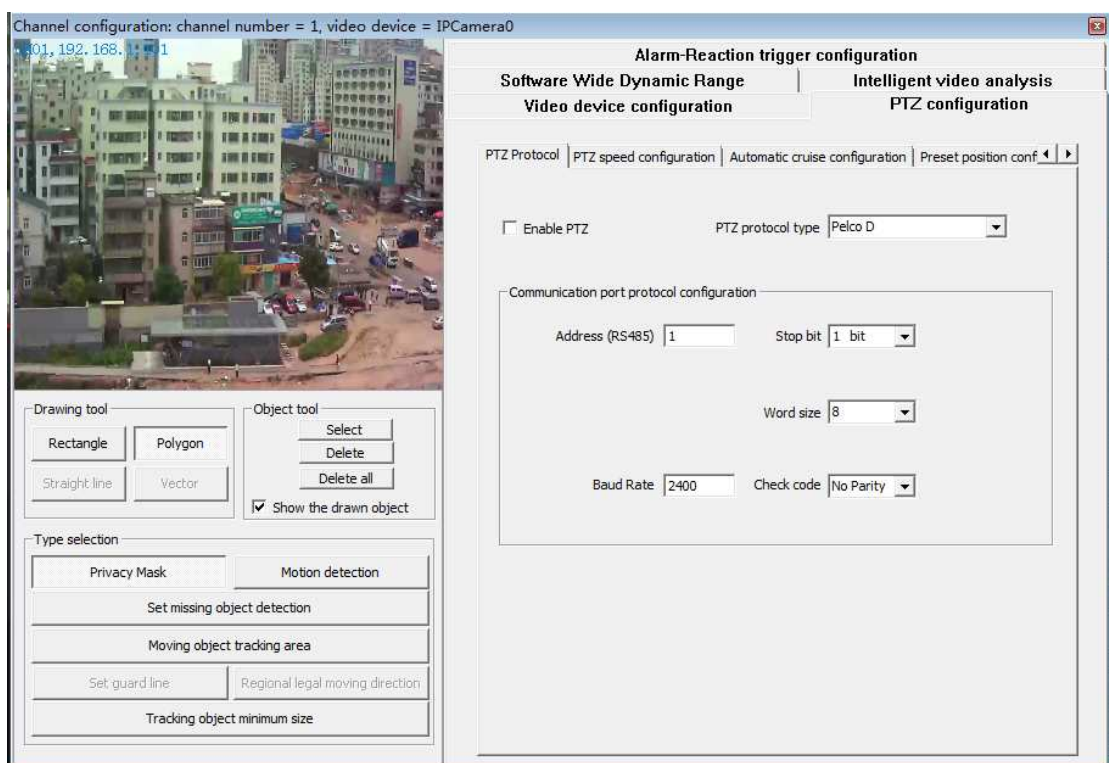 Channel configuration: channel number = 1, video device = IPCamera0
Alarm-Reaction trigger configuration
Software Wide Dynamic Range
Intelligent video analysis
Video device configuration
PTZ configuration
PTZ Protocol
PTZ speed configuration
Automatic cruise configuration
Preset position conf
Enable PTZ
PTZ protocol type
Pelco D
Communication port protocol configuration
Address (RS485)
1
Stop bit
1 bit
Word size
8
Baud Rate
2400
Check code
No Parity
Drawing tool
Rectangle
Polygon
Straight line
Vector
Object tool
Select
Delete
Delete all
Show the drawn object
Type selection
Privacy Mask
Motion detection
Set missing object detection
Moving object tracking area
Set guard line
Regional legal moving direction
Tracking object minimum size